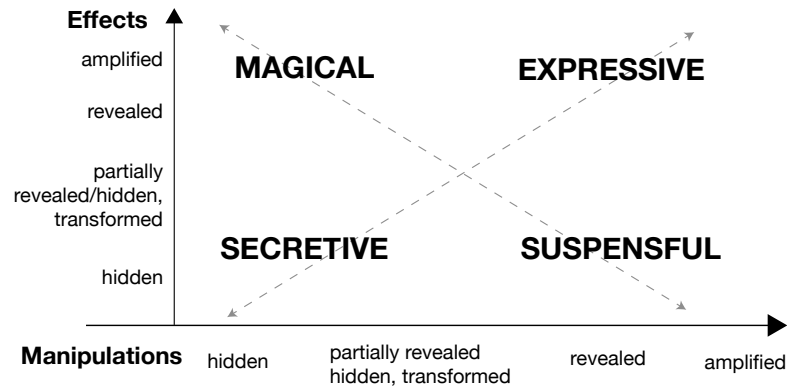 Effects
amplified
MAGICAL
EXPRESSIVE
revealed
partially
revealed/hidden,
transformed
SECRETIVE
SUSPENSFUL
hidden
Manipulations
hidden
partially revealed
hidden, transformed
revealed
amplified